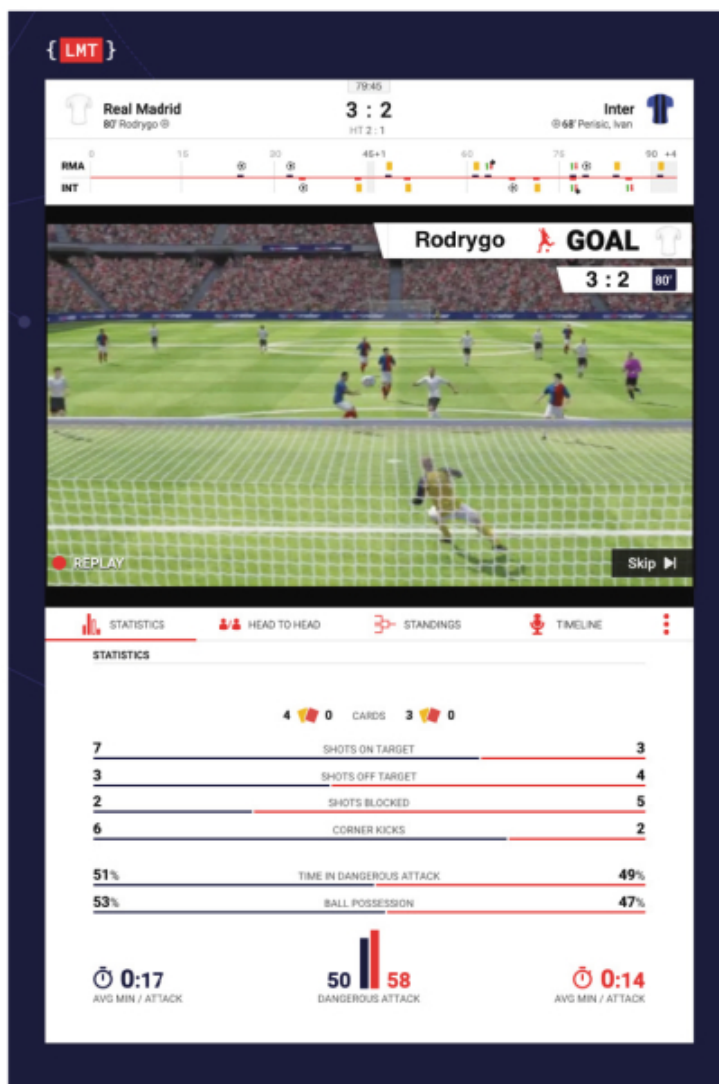 { LMT }
79:45
Real Madrid 3 : 2 Inter
80' Rodrygo HT 2 : 1 68' Perisic, Ivan
0 15 30 45+1 60 75 90 +4
RMA
INT
Rodrygo GOAL
3 : 2 80'
REPLAY Skip
STATISTICS HEAD TO HEAD STANDINGS TIMELINE
STATISTICS
4 0 CARDS 3 0
7 SHOTS ON TARGET 3
3 SHOTS OFF TARGET 4
2 SHOTS BLOCKED 5
6 CORNER KICKS 2
51% TIME IN DANGEROUS ATTACK 49%
53% BALL POSSESSION 47%
0:17 50 58 0:14
AVG MIN / ATTACK DANGEROUS ATTACK AVG MIN / ATTACK